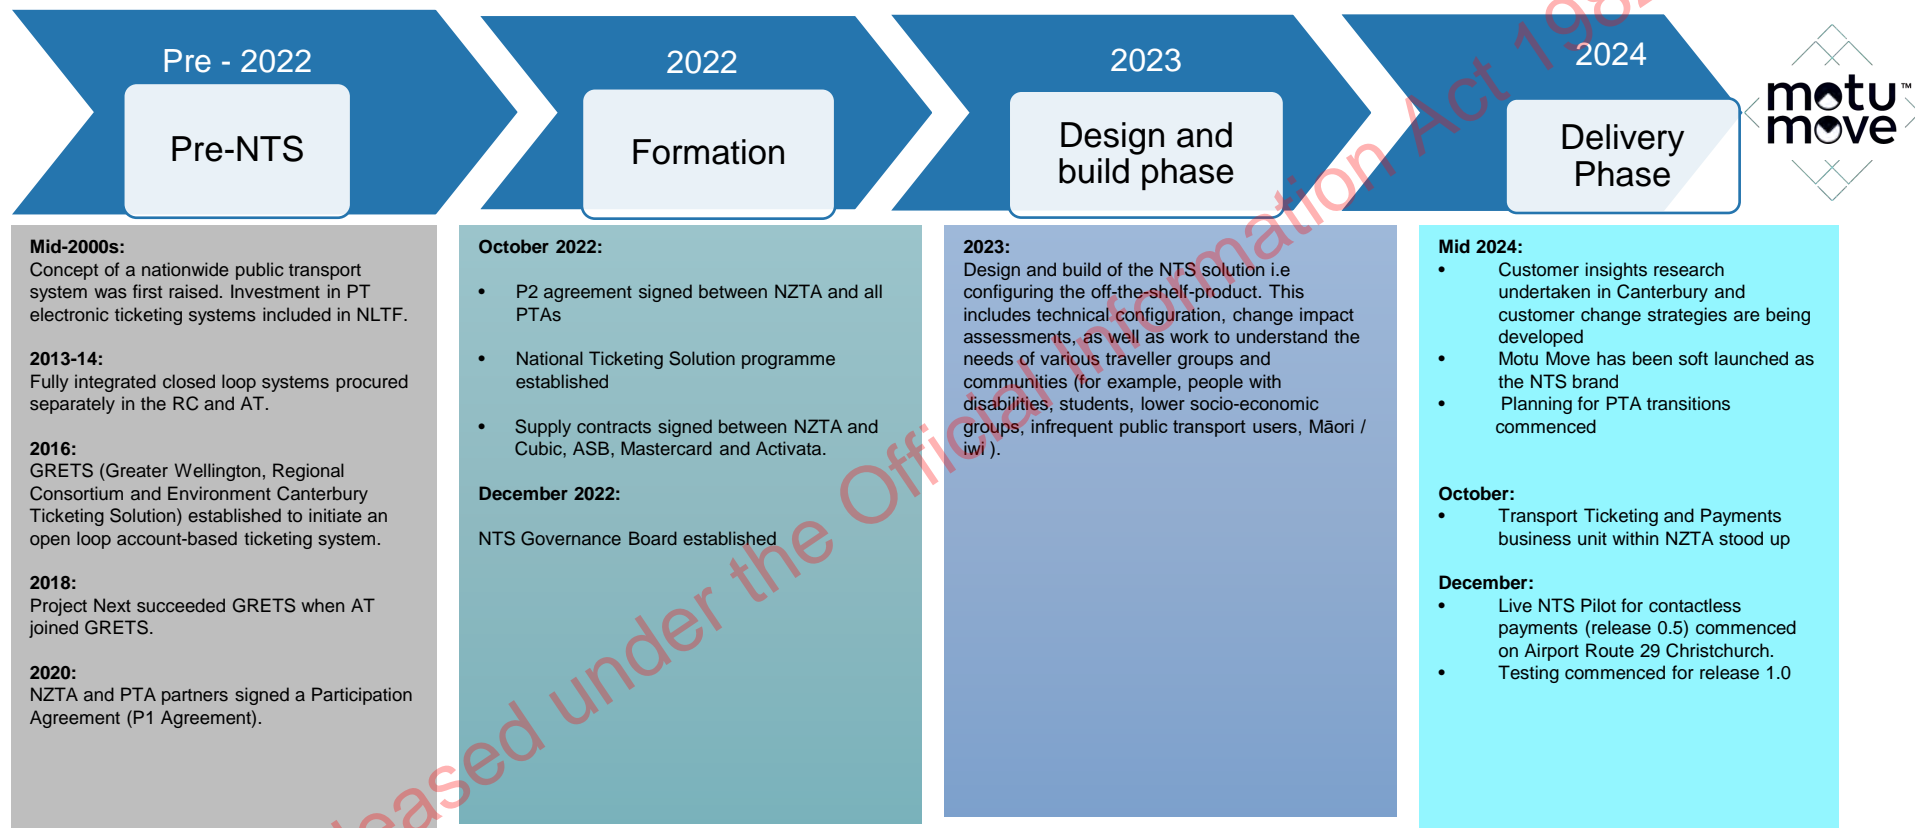 Pre - 2022
Pre-NTS
2022
Formation
2023
Design and
build phase
2024
Delivery
Phase
motu™
move
Mid-2000s:
Concept of a nationwide public transport
system was first raised. Investment in PT
electronic ticketing systems included in NLTF.
2013-14:
Fully integrated closed loop systems procured
separately in the RC and AT.
2016:
GRETS (Greater Wellington, Regional
Consortium and Environment Canterbury
Ticketing Solution) established to initiate an
open loop account-based ticketing system.
2018:
Project Next succeeded GRETS when AT
joined GRETS.
2020:
NZTA and PTA partners signed a Participation
Agreement (P1 Agreement).
October 2022:
• P2 agreement signed between NZTA and all
PTAs
• National Ticketing Solution programme
established
• Supply contracts signed between NZTA and
Cubic, ASB, Mastercard and Activata.
December 2022:
NTS Governance Board established
2023:
Design and build of the NTS solution i.e
configuring the off-the-shelf-product. This
includes technical configuration, change impact
assessments, as well as work to understand the
needs of various traveller groups and
communities (for example, people with
disabilities, students, lower socio-economic
groups, infrequent public transport users, Māori /
iwi ).
Mid 2024:
• Customer insights research
undertaken in Canterbury and
customer change strategies are being
developed
• Motu Move has been soft launched as
the NTS brand
• Planning for PTA transitions
commenced
October:
• Transport Ticketing and Payments
business unit within NZTA stood up
December:
• Live NTS Pilot for contactless
payments (release 0.5) commenced
on Airport Route 29 Christchurch.
• Testing commenced for release 1.0
eased under the Official Information Act 198